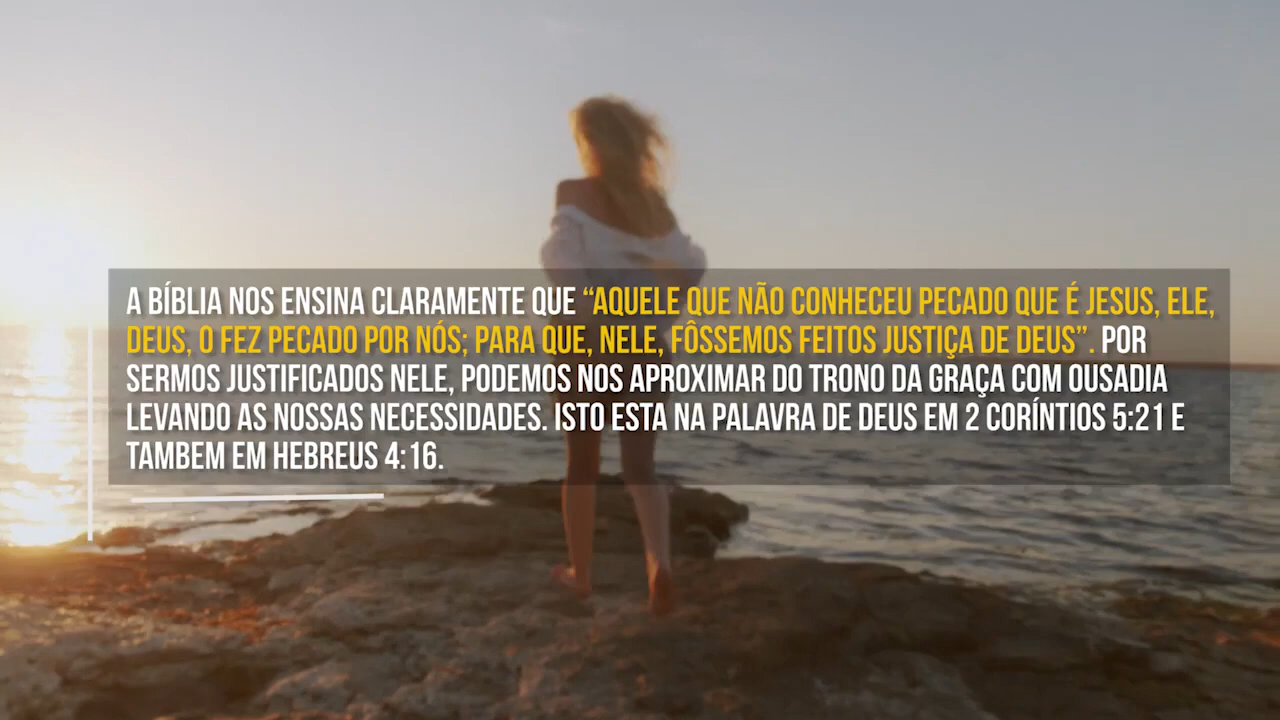 A BÍBLIA NOS ENSINA CLARAMENTE QUE “AQUELE QUE NÃO CONHECEU PECADO QUE É JESUS, ELE,
DEUS, O FEZ PECADO POR NÓS; PARA QUE, NELE, FÔSSEMOS FEITOS JUSTIÇA DE DEUS”. POR
SERMOS JUSTIFICADOS NELE, PODEMOS NOS APROXIMAR DO TRONO DA GRAÇA COM OUSADIA
LEVANDO AS NOSSAS NECESSIDADES. ISTO ESTA NA PALAVRA DE DEUS EM 2 CORÍNTIOS 5:21 E
TAMBEM EM HEBREUS 4:16.